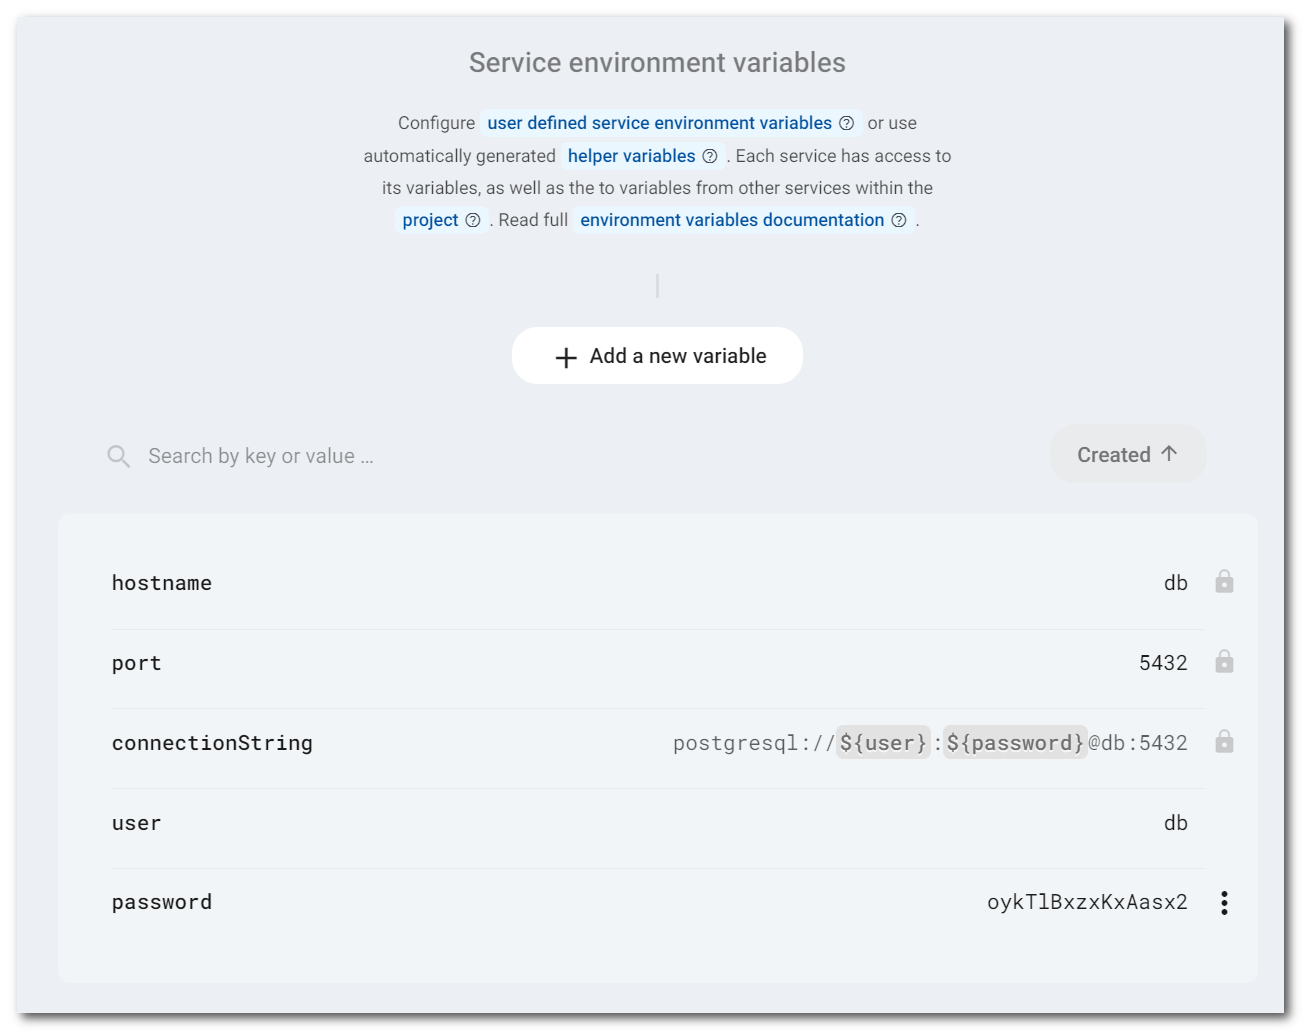 Service environment variables
Configure user defined service environment variables or use
automatically generated helper variables . Each service has access to
its variables, as well as the to variables from other services within the
project . Read full environment variables documentation .
Add a new variable
Search by key or value ...
Created
hostname db
port 5432
connectionString postgresql://${user}:${password}@db:5432
user db
password oykTlBxzxKxAasx2